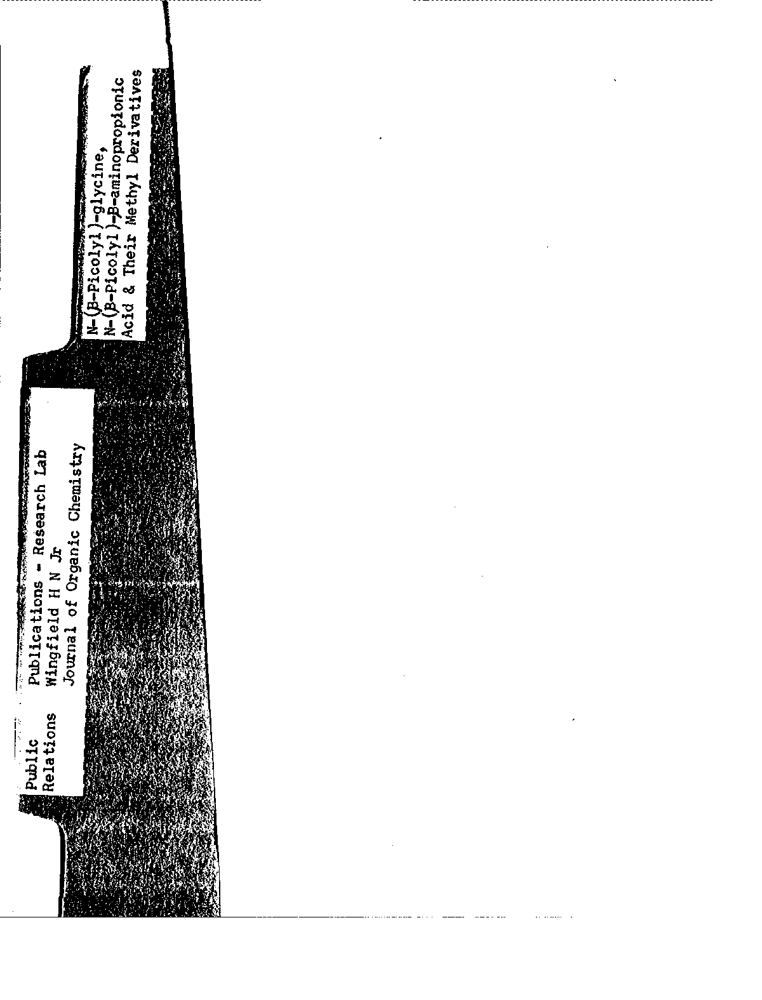 Public Publications - Research Lab
Relations Wingfield H N Jr
Journal of Organic Chemistry
N-(B-Picolyl)-glycine,
N-(B-Picolyl)-B-aminopropionic
Acid & Their Methyl Derivatives